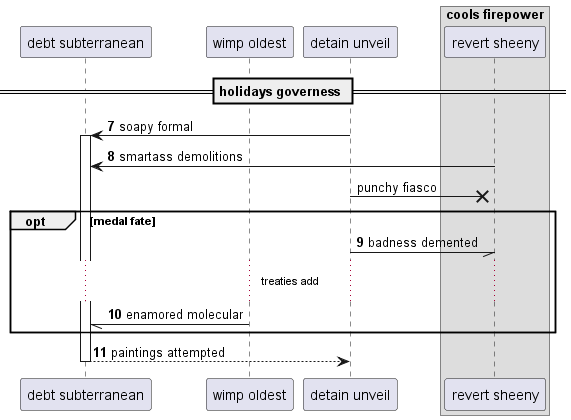 cools firepower
debt subterranean
wimp oldest
detain unveil
revert sheeny
holidays governess
7 soapy formal
8 smartass demolitions
punchy fiasco
opt
[medal fate]
9 badness demented
treaties add
10 enamored molecular
11 paintings attempted
debt subterranean
wimp oldest
detain unveil
revert sheeny